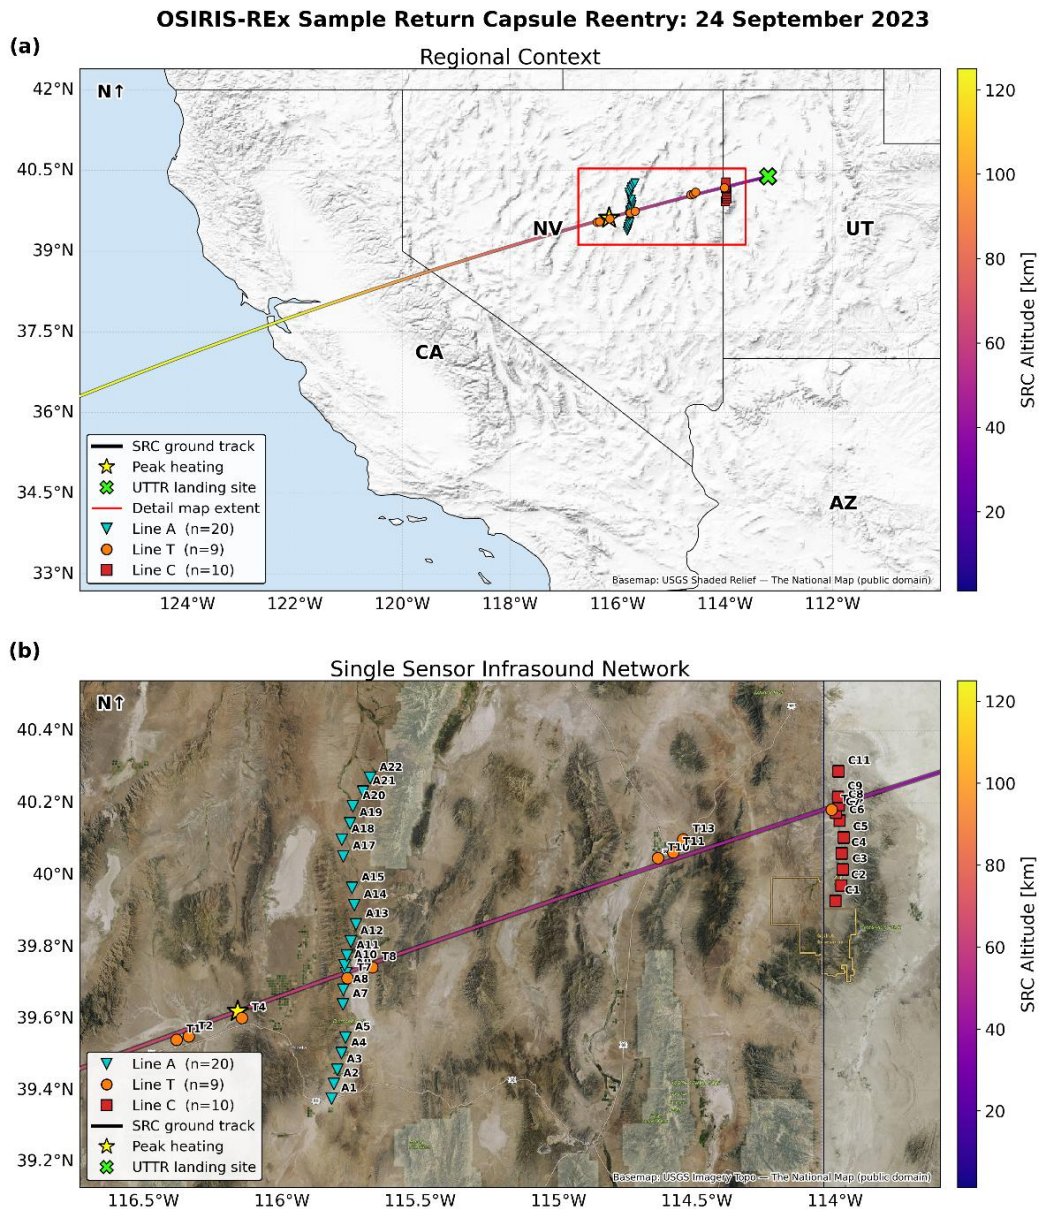 OSIRIS-REx Sample Return Capsule Reentry: 24 September 2023
(a)
Regional Context
N↑
42°N
40.5°N
39°N
37.5°N
36°N
34.5°N
33°N
NV
UT
CA
AZ
SRC ground track
Peak heating
UTTR landing site
Detail map extent
Line A (n=20)
Line T (n=9)
Line C (n=10)
Basemap: USGS Shaded Relief — The National Map (public domain)
124°W 122°W 120°W 118°W 116°W 114°W 112°W
120
100
80
60
40
20
SRC Altitude [km]
(b)
Single Sensor Infrasound Network
N↑
40.4°N
40.2°N
40°N
39.8°N
39.6°N
39.4°N
39.2°N
A22
A21
A20
A19
A18
A17
A15
A14
A13
A12
A11
A10
T7
T8
A8
A7
A5
A4
A3
A2
A1
T1
T2
T4
T10
T11
T13
C11
C9
C8
C6
C5
C4
C3
C2
C1
Line A (n=20)
Line T (n=9)
Line C (n=10)
SRC ground track
Peak heating
UTTR landing site
Basemap: USGS Imagery Topo — The National Map (public domain)
116.5°W 116°W 115.5°W 115°W 114.5°W 114°W
120
100
80
60
40
20
SRC Altitude [km]